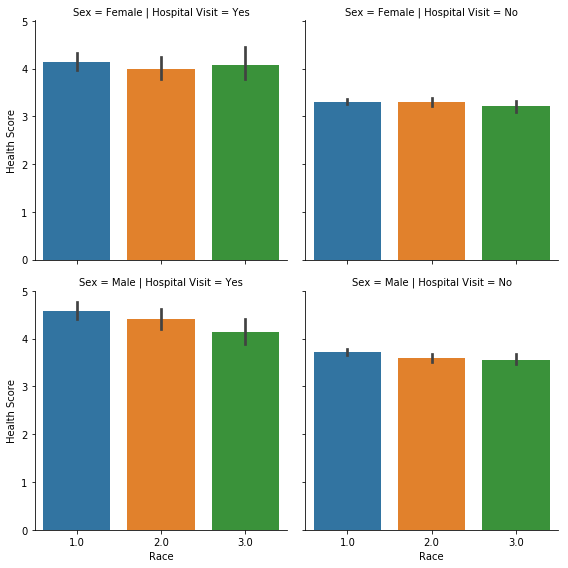 Sex = Female | Hospital Visit = Yes
Sex = Female | Hospital Visit = No
5
4
3
2
1
0
Health Score
Sex = Male | Hospital Visit = Yes
Sex = Male | Hospital Visit = No
5
4
3
2
1
0
Health Score
1.0 2.0 3.0
1.0 2.0 3.0
Race
Race